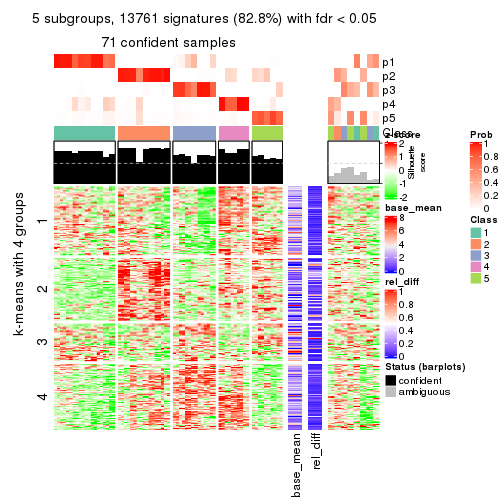 5 subgroups, 13761 signatures (82.8%) with fdr < 0.05
71 confident samples
p1
p2
p3
p4
p5
Class
z-score
2
1
0
-1
-2
Silhouette
score
Prob
1
0.8
0.6
0.4
0.2
0
Class
1
2
3
4
5
base_mean
8
6
4
2
0
rel_diff
1
0.8
0.6
0.4
0.2
0
Status (barplots)
confident
ambiguous
k-means with 4 groups
1
2
3
4
base_mean
rel_diff